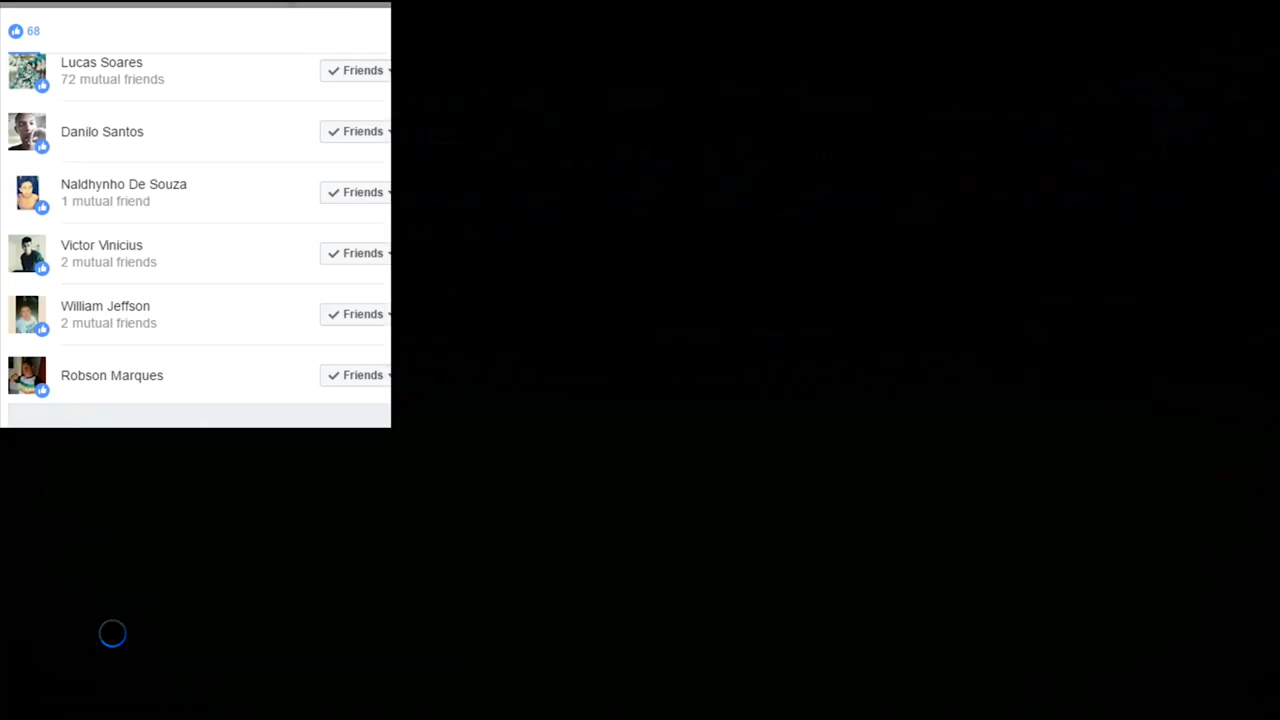 68
Lucas Soares
72 mutual friends
Friends
Danilo Santos
Friends
Naldhynho De Souza
1 mutual friend
Friends
Victor Vinicius
2 mutual friends
Friends
William Jeffson
2 mutual friends
Friends
Robson Marques
Friends